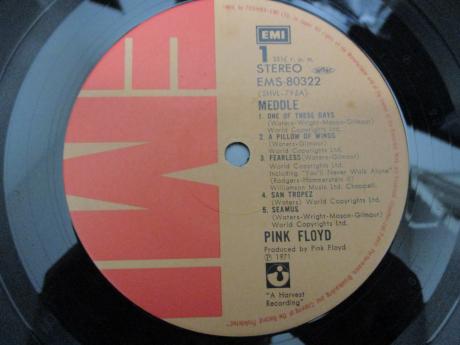 EMI
EMI
1 33⅓ r.p.m.
STEREO
EMS-80322
(SHVL-795A)
MEDDLE
1. ONE OF THESE DAYS
(Waters-Wright-Mason-Gilmour)
World Copyrights Ltd.
2. A PILLOW OF WINDS
(Waters-Gilmour)
World Copyrights Ltd.
3. FEARLESS (Waters-Gilmour)
World Copyrights Ltd.
Including "You'll Never Walk Alone"
(Rodgers-Hammerstein II)
Williamson Music Ltd. Chappell
4. SAN TROPEZ
(Waters) World Copyrights Ltd.
5. SEAMUS
(Waters-Wright-Mason-Gilmour)
World Copyrights Ltd.
PINK FLOYD
Produced by Pink Floyd
Ⓟ 1971
"A Harvest
Recording"